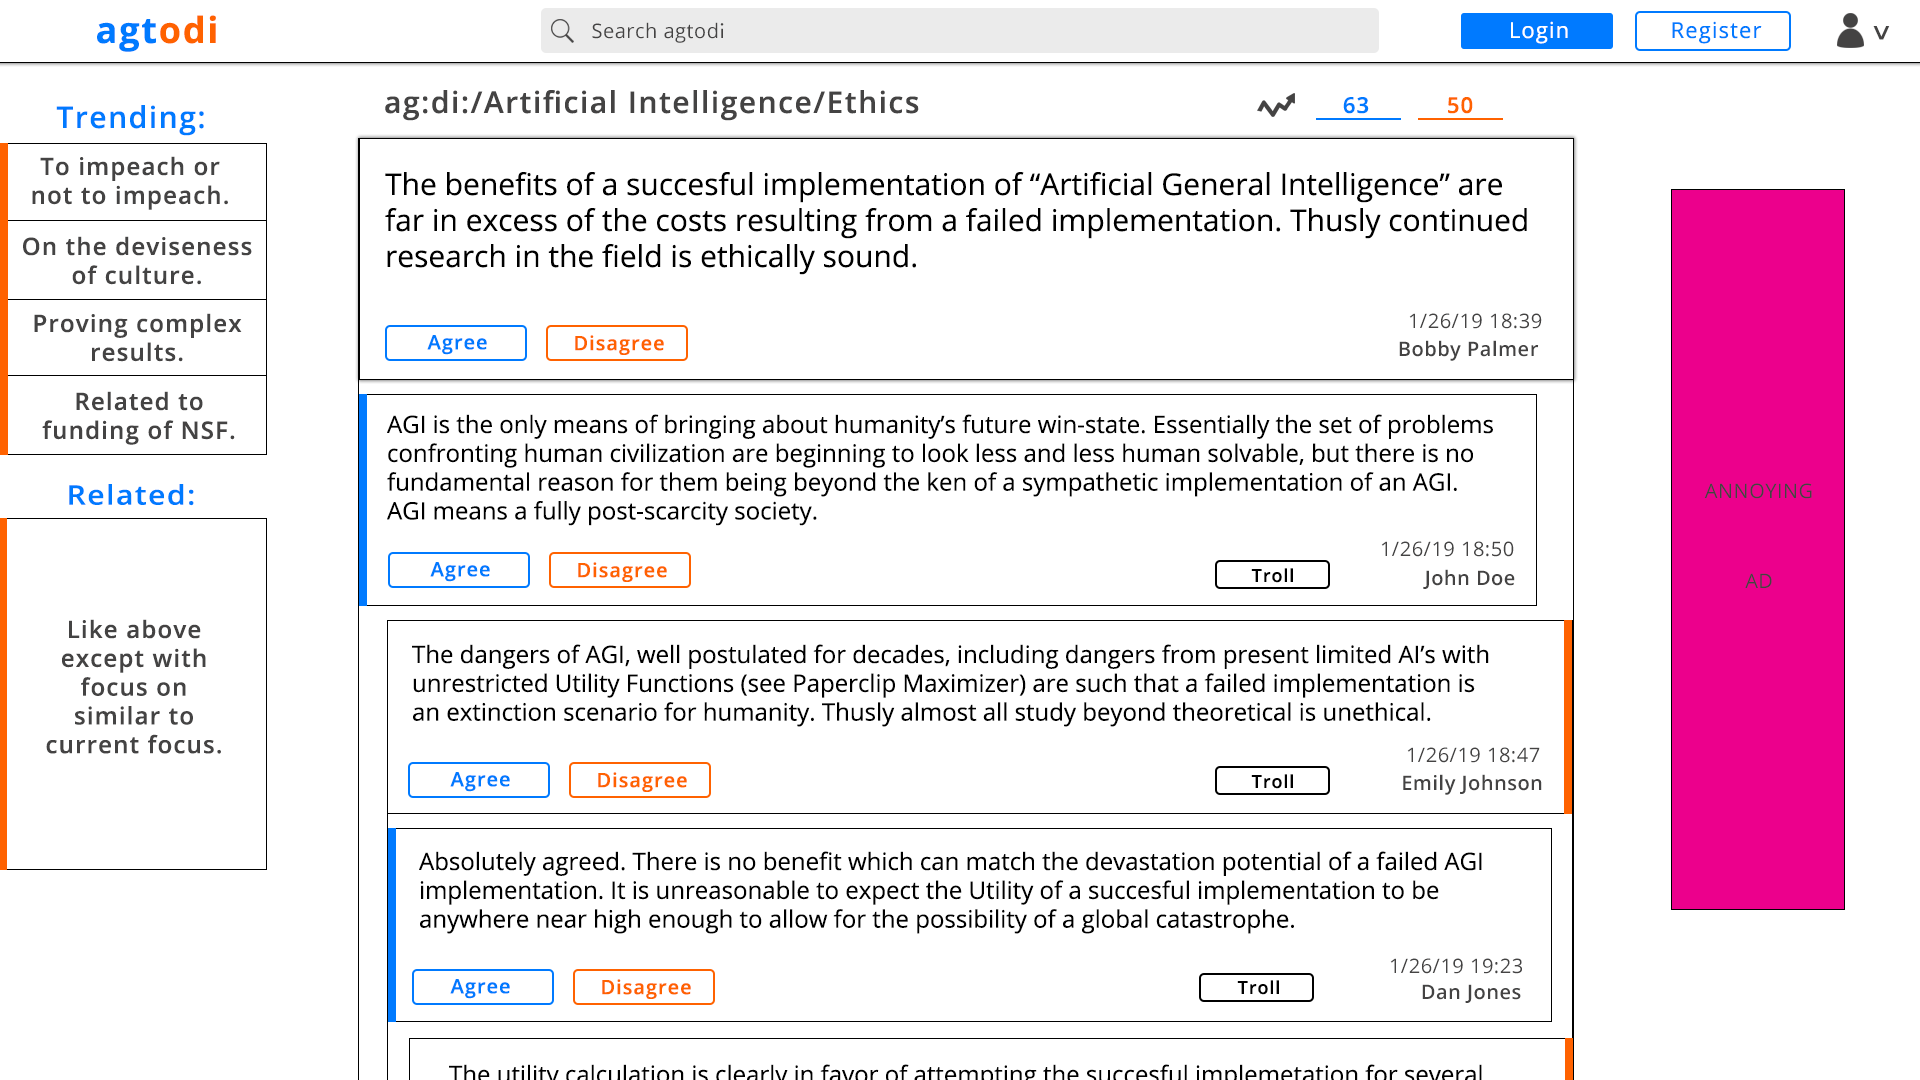 agtodi
Search agtodi
Login
Register
v
Trending:
To impeach or
not to impeach.
On the deviseness
of culture.
Proving complex
results.
Related to
funding of NSF.
Related:
Like above
except with
focus on
similar to
current focus.
ag:di:/Artificial Intelligence/Ethics
63
50
The benefits of a succesful implementation of “Artificial General Intelligence” are
far in excess of the costs resulting from a failed implementation. Thusly continued
research in the field is ethically sound.
Agree
Disagree
1/26/19 18:39
Bobby Palmer
AGI is the only means of bringing about humanity’s future win-state. Essentially the set of problems
confronting human civilization are beginning to look less and less human solvable, but there is no
fundamental reason for them being beyond the ken of a sympathetic implementation of an AGI.
AGI means a fully post-scarcity society.
Agree
Disagree
Troll
1/26/19 18:50
John Doe
The dangers of AGI, well postulated for decades, including dangers from present limited AI’s with
unrestricted Utility Functions (see Paperclip Maximizer) are such that a failed implementation is
an extinction scenario for humanity. Thusly almost all study beyond theoretical is unethical.
Agree
Disagree
Troll
1/26/19 18:47
Emily Johnson
Absolutely agreed. There is no benefit which can match the devastation potential of a failed AGI
implementation. It is unreasonable to expect the Utility of a succesful implementation to be
anywhere near high enough to allow for the possibility of a global catastrophe.
Agree
Disagree
Troll
1/26/19 19:23
Dan Jones
The utility calculation is clearly in favor of attempting the succesful implemetation for several
ANNOYING
AD